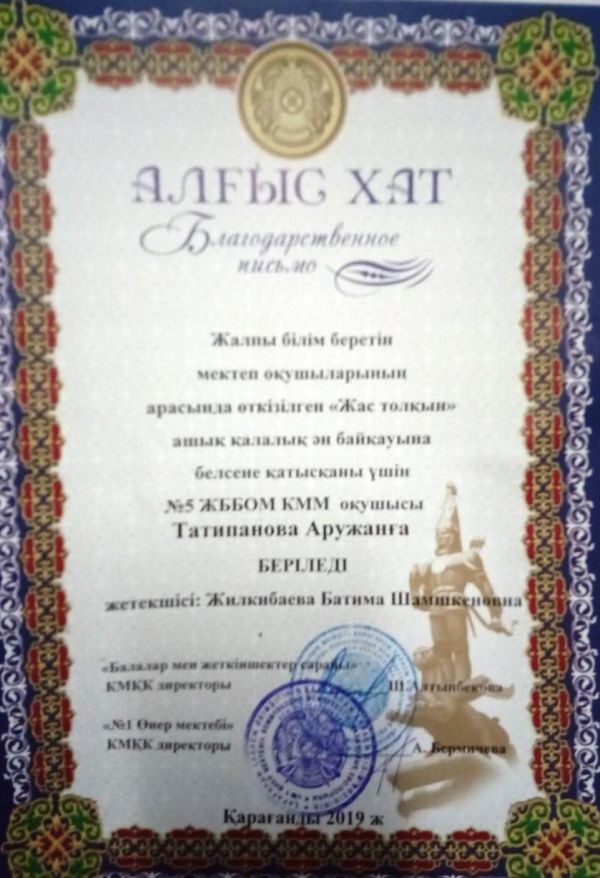 АЛҒЫС ХАТ
Благодарственное
письмо
Жалпы білім беретін
мектеп оқушыларының
арасында өткізілген «Жас толқын»
ашық қалалық ән байқауына
белсене қатысқаны үшін
№5 ЖББОМ КММ оқушысы
Татипанова Аружанға
БЕРІЛЕДІ
жетекшісі: Жилкибаева Батима Шамшкеновна
«Балалар мен жеткіншектер сарайы»
КМҚК директоры Ш.Алтынбекова
«№1 Өнер мектебі»
КМҚК директоры А. Бермичева
Қарағанды 2019 ж